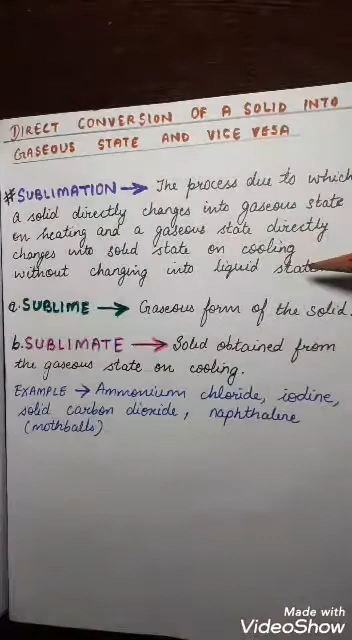 DIRECT CONVERSION OF A SOLID INTO
GASEOUS STATE AND VICE VESA
#SUBLIMATION → The process due to which
a solid directly changes into gaseous state
on heating and a gaseous state directly
changes into solid state on cooling
without changing into liquid state
a. SUBLIME → Gaseous form of the solid.
b. SUBLIMATE → Solid obtained from
the gaseous state on cooling.
EXAMPLE → Ammonium chloride, iodine,
solid carbon dioxide, naphthalene
(mothballs)
Made with
VideoShow